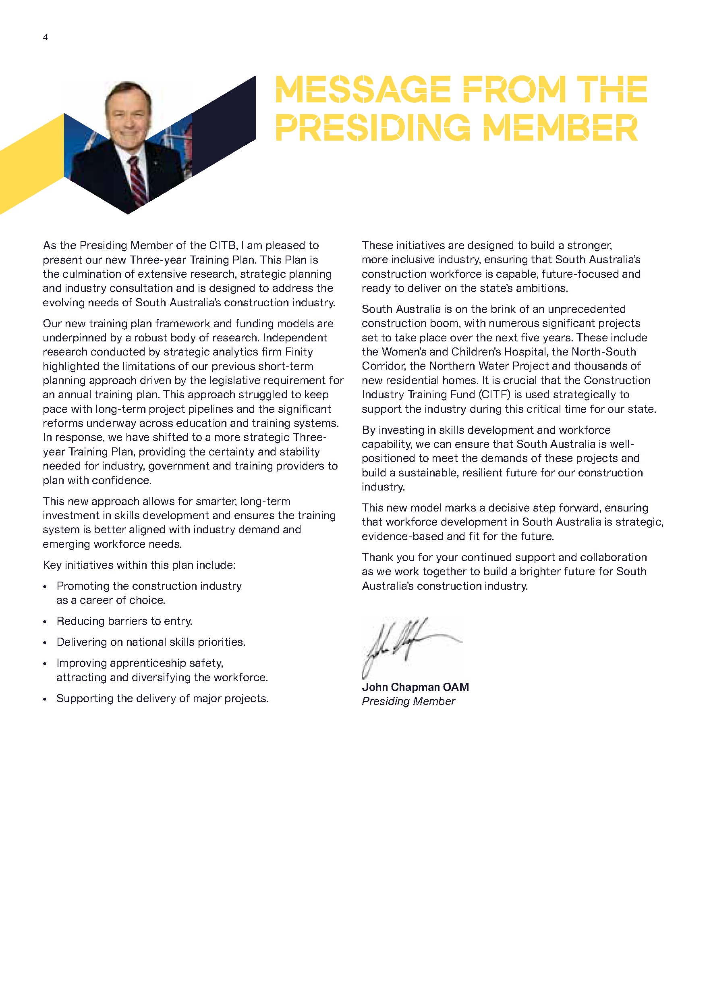 4
MESSAGE FROM THE
PRESIDING MEMBER
As the Presiding Member of the CITB, I am pleased to
present our new Three-year Training Plan. This Plan is
the culmination of extensive research, strategic planning
and industry consultation and is designed to address the
evolving needs of South Australia’s construction industry.
Our new training plan framework and funding models are
underpinned by a robust body of research. Independent
research conducted by strategic analytics firm Finity
highlighted the limitations of our previous short-term
planning approach driven by the legislative requirement for
an annual training plan. This approach struggled to keep
pace with long-term project pipelines and the significant
reforms underway across education and training systems.
In response, we have shifted to a more strategic Three-
year Training Plan, providing the certainty and stability
needed for industry, government and training providers to
plan with confidence.
This new approach allows for smarter, long-term
investment in skills development and ensures the training
system is better aligned with industry demand and
emerging workforce needs.
Key initiatives within this plan include:
• Promoting the construction industry
as a career of choice.
• Reducing barriers to entry.
• Delivering on national skills priorities.
• Improving apprenticeship safety,
attracting and diversifying the workforce.
• Supporting the delivery of major projects.
These initiatives are designed to build a stronger,
more inclusive industry, ensuring that South Australia’s
construction workforce is capable, future-focused and
ready to deliver on the state’s ambitions.
South Australia is on the brink of an unprecedented
construction boom, with numerous significant projects
set to take place over the next five years. These include
the Women’s and Children’s Hospital, the North-South
Corridor, the Northern Water Project and thousands of
new residential homes. It is crucial that the Construction
Industry Training Fund (CITF) is used strategically to
support the industry during this critical time for our state.
By investing in skills development and workforce
capability, we can ensure that South Australia is well-
positioned to meet the demands of these projects and
build a sustainable, resilient future for our construction
industry.
This new model marks a decisive step forward, ensuring
that workforce development in South Australia is strategic,
evidence-based and fit for the future.
Thank you for your continued support and collaboration
as we work together to build a brighter future for South
Australia’s construction industry.
John Chapman OAM
Presiding Member